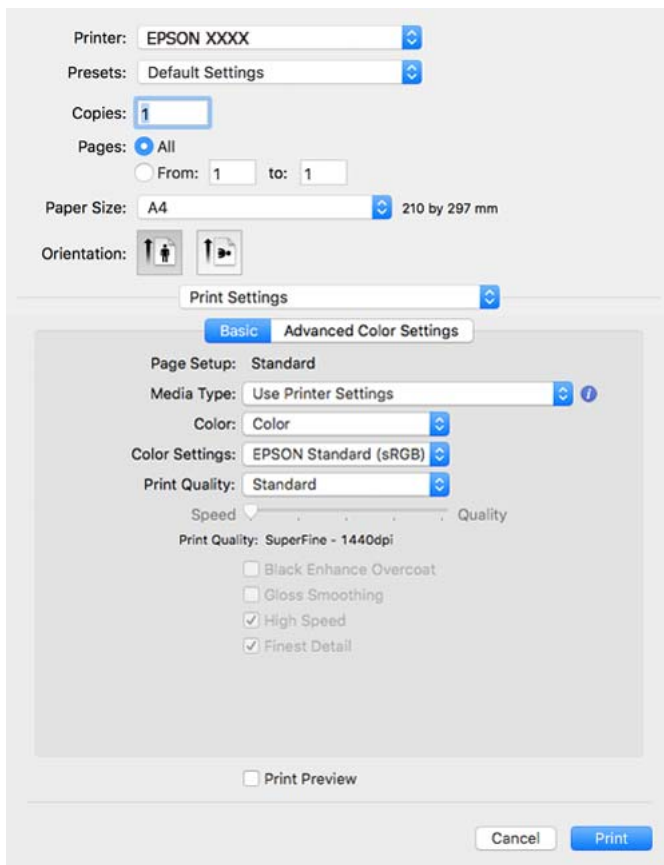 Printer: EPSON XXXX
Presets: Default Settings
Copies: 1
Pages: All
From: 1 to: 1
Paper Size: A4 210 by 297 mm
Orientation:
Print Settings
Basic Advanced Color Settings
Page Setup: Standard
Media Type: Use Printer Settings i
Color: Color
Color Settings: EPSON Standard (sRGB)
Print Quality: Standard
Speed Quality
Print Quality: SuperFine - 1440dpi
Black Enhance Overcoat
Gloss Smoothing
High Speed
Finest Detail
Print Preview
Cancel Print